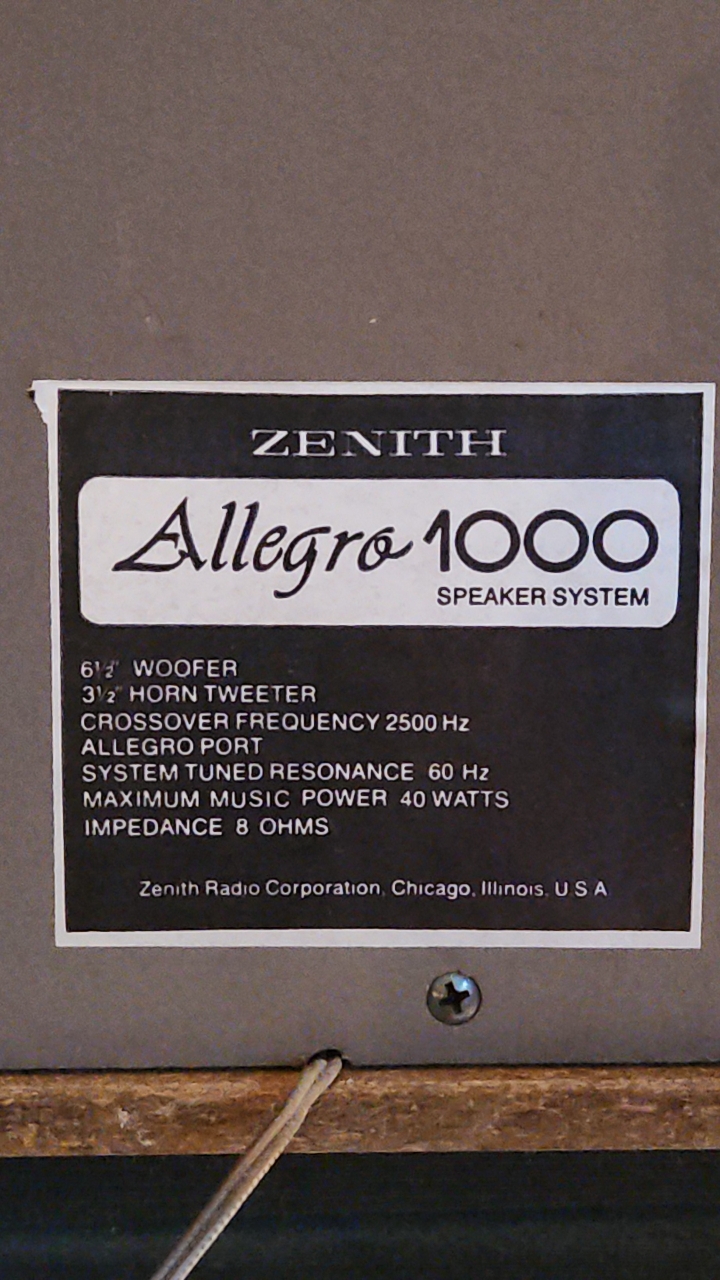 ZENITH
Allegro 1000
SPEAKER SYSTEM
6½" WOOFER
3½" HORN TWEETER
CROSSOVER FREQUENCY 2500 Hz
ALLEGRO PORT
SYSTEM TUNED RESONANCE 60 Hz
MAXIMUM MUSIC POWER 40 WATTS
IMPEDANCE 8 OHMS
Zenith Radio Corporation, Chicago, Illinois, U S A